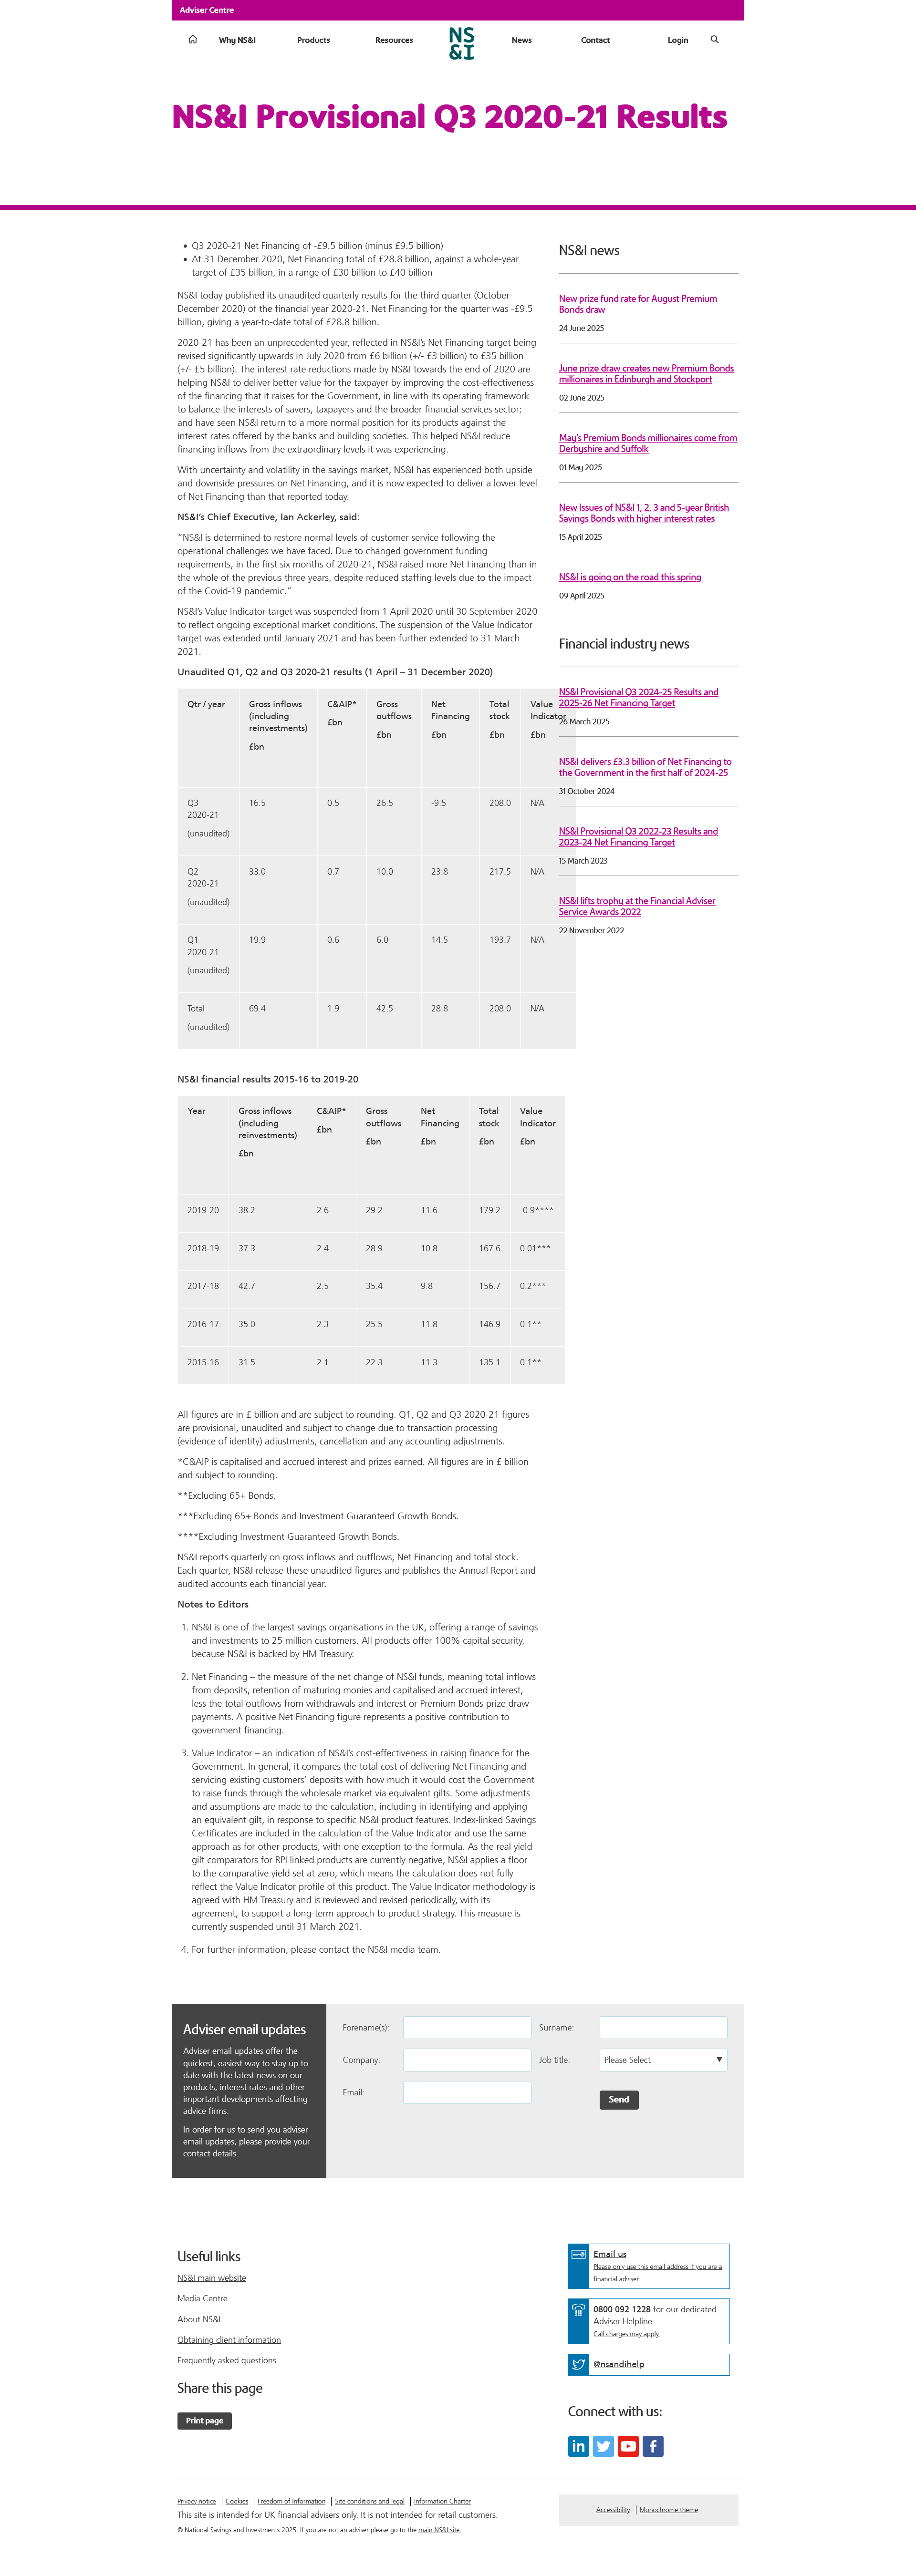 Adviser Centre
Why NS&I
Products
Resources
NS
&I
News
Contact
Login
NS&I Provisional Q3 2020-21 Results
• Q3 2020-21 Net Financing of -£9.5 billion (minus £9.5 billion)
• At 31 December 2020, Net Financing total of £28.8 billion, against a whole-year
target of £35 billion, in a range of £30 billion to £40 billion
NS&I today published its unaudited quarterly results for the third quarter (October-
December 2020) of the financial year 2020-21. Net Financing for the quarter was -£9.5
billion, giving a year-to-date total of £28.8 billion.
2020-21 has been an unprecedented year, reflected in NS&I's Net Financing target being
revised significantly upwards in July 2020 from £6 billion (+/- £3 billion) to £35 billion
(+/- £5 billion). The interest rate reductions made by NS&I towards the end of 2020 are
helping NS&I to deliver better value for the taxpayer by improving the cost-effectiveness
of the financing that it raises for the Government, in line with its operating framework
to balance the interests of savers, taxpayers and the broader financial services sector;
and have seen NS&I return to a more normal position for its products against the
interest rates offered by the banks and building societies. This helped NS&I reduce
financing inflows from the extraordinary levels it was experiencing.
With uncertainty and volatility in the savings market, NS&I has experienced both upside
and downside pressures on Net Financing, and it is now expected to deliver a lower level
of Net Financing than that reported today.
NS&I's Chief Executive, Ian Ackerley, said:
"NS&I is determined to restore normal levels of customer service following the
operational challenges we have faced. Due to changed government funding
requirements, in the first six months of 2020-21, NS&I raised more Net Financing than in
the whole of the previous three years, despite reduced staffing levels due to the impact
of the Covid-19 pandemic."
NS&I's Value Indicator target was suspended from 1 April 2020 until 30 September 2020
to reflect ongoing exceptional market conditions. The suspension of the Value Indicator
target was extended until January 2021 and has been further extended to 31 March
2021.
Unaudited Q1, Q2 and Q3 2020-21 results (1 April – 31 December 2020)
Qtr / year
Gross inflows
(including
reinvestments)
£bn
C&AIP*
£bn
Gross
outflows
£bn
Net
Financing
£bn
Total
stock
£bn
Value
Indicator
£bn
Q3
2020-21
(unaudited)
16.5
0.5
26.5
-9.5
208.0
N/A
Q2
2020-21
(unaudited)
33.0
0.7
10.0
23.8
217.5
N/A
Q1
2020-21
(unaudited)
19.9
0.6
6.0
14.5
193.7
N/A
Total
(unaudited)
69.4
1.9
42.5
28.8
208.0
N/A
NS&I financial results 2015-16 to 2019-20
Year
Gross inflows
(including
reinvestments)
£bn
C&AIP*
£bn
Gross
outflows
£bn
Net
Financing
£bn
Total
stock
£bn
Value
Indicator
£bn
2019-20 38.2 2.6 29.2 11.6 179.2 -0.9****
2018-19 37.3 2.4 28.9 10.8 167.6 0.01***
2017-18 42.7 2.5 35.4 9.8 156.7 0.2***
2016-17 35.0 2.3 25.5 11.8 146.9 0.1**
2015-16 31.5 2.1 22.3 11.3 135.1 0.1**
All figures are in £ billion and are subject to rounding. Q1, Q2 and Q3 2020-21 figures
are provisional, unaudited and subject to change due to transaction processing
(evidence of identity) adjustments, cancellation and any accounting adjustments.
*C&AIP is capitalised and accrued interest and prizes earned. All figures are in £ billion
and subject to rounding.
**Excluding 65+ Bonds.
***Excluding 65+ Bonds and Investment Guaranteed Growth Bonds.
****Excluding Investment Guaranteed Growth Bonds.
NS&I reports quarterly on gross inflows and outflows, Net Financing and total stock.
Each quarter, NS&I release these unaudited figures and publishes the Annual Report and
audited accounts each financial year.
Notes to Editors
1. NS&I is one of the largest savings organisations in the UK, offering a range of savings
and investments to 25 million customers. All products offer 100% capital security,
because NS&I is backed by HM Treasury.
2. Net Financing – the measure of the net change of NS&I funds, meaning total inflows
from deposits, retention of maturing monies and capitalised and accrued interest,
less the total outflows from withdrawals and interest or Premium Bonds prize draw
payments. A positive Net Financing figure represents a positive contribution to
government financing.
3. Value Indicator – an indication of NS&I's cost-effectiveness in raising finance for the
Government. In general, it compares the total cost of delivering Net Financing and
servicing existing customers' deposits with how much it would cost the Government
to raise funds through the wholesale market via equivalent gilts. Some adjustments
and assumptions are made to the calculation, including in identifying and applying
an equivalent gilt, in response to specific NS&I product features. Index-linked Savings
Certificates are included in the calculation of the Value Indicator and use the same
approach as for other products, with one exception to the formula. As the real yield
gilt comparators for RPI linked products are currently negative, NS&I applies a floor
to the comparative yield set at zero, which means the calculation does not fully
reflect the Value Indicator profile of this product. The Value Indicator methodology is
agreed with HM Treasury and is reviewed and revised periodically, with its
agreement, to support a long-term approach to product strategy. This measure is
currently suspended until 31 March 2021.
4. For further information, please contact the NS&I media team.
NS&I news
New prize fund rate for August Premium
Bonds draw
24 June 2025
June prize draw creates new Premium Bonds
millionaires in Edinburgh and Stockport
02 June 2025
May's Premium Bonds millionaires come from
Derbyshire and Suffolk
01 May 2025
New Issues of NS&I 1, 2, 3 and 5-year British
Savings Bonds with higher interest rates
15 April 2025
NS&I is going on the road this spring
09 April 2025
Financial industry news
NS&I Provisional Q3 2024-25 Results and
2025-26 Net Financing Target
26 March 2025
NS&I delivers £3.3 billion of Net Financing to
the Government in the first half of 2024-25
31 October 2024
NS&I Provisional Q3 2022-23 Results and
2023-24 Net Financing Target
15 March 2023
NS&I lifts trophy at the Financial Adviser
Service Awards 2022
22 November 2022
Adviser email updates
Adviser email updates offer the
quickest, easiest way to stay up to
date with the latest news on our
products, interest rates and other
important developments affecting
advice firms.
In order for us to send you adviser
email updates, please provide your
contact details.
Forename(s):
Surname:
Company:
Job title:
Please Select
Email:
Send
Useful links
NS&I main website
Media Centre
About NS&I
Obtaining client information
Frequently asked questions
Share this page
Print page
Email us
Please only use this email address if you are a
financial adviser.
0800 092 1228 for our dedicated
Adviser Helpline.
Call charges may apply.
@nsandihelp
Connect with us:
Privacy notice | Cookies | Freedom of Information | Site conditions and legal | Information Charter
This site is intended for UK financial advisers only. It is not intended for retail customers.
© National Savings and Investments 2025. If you are not an adviser please go to the main NS&I site.
Accessibility | Monochrome theme